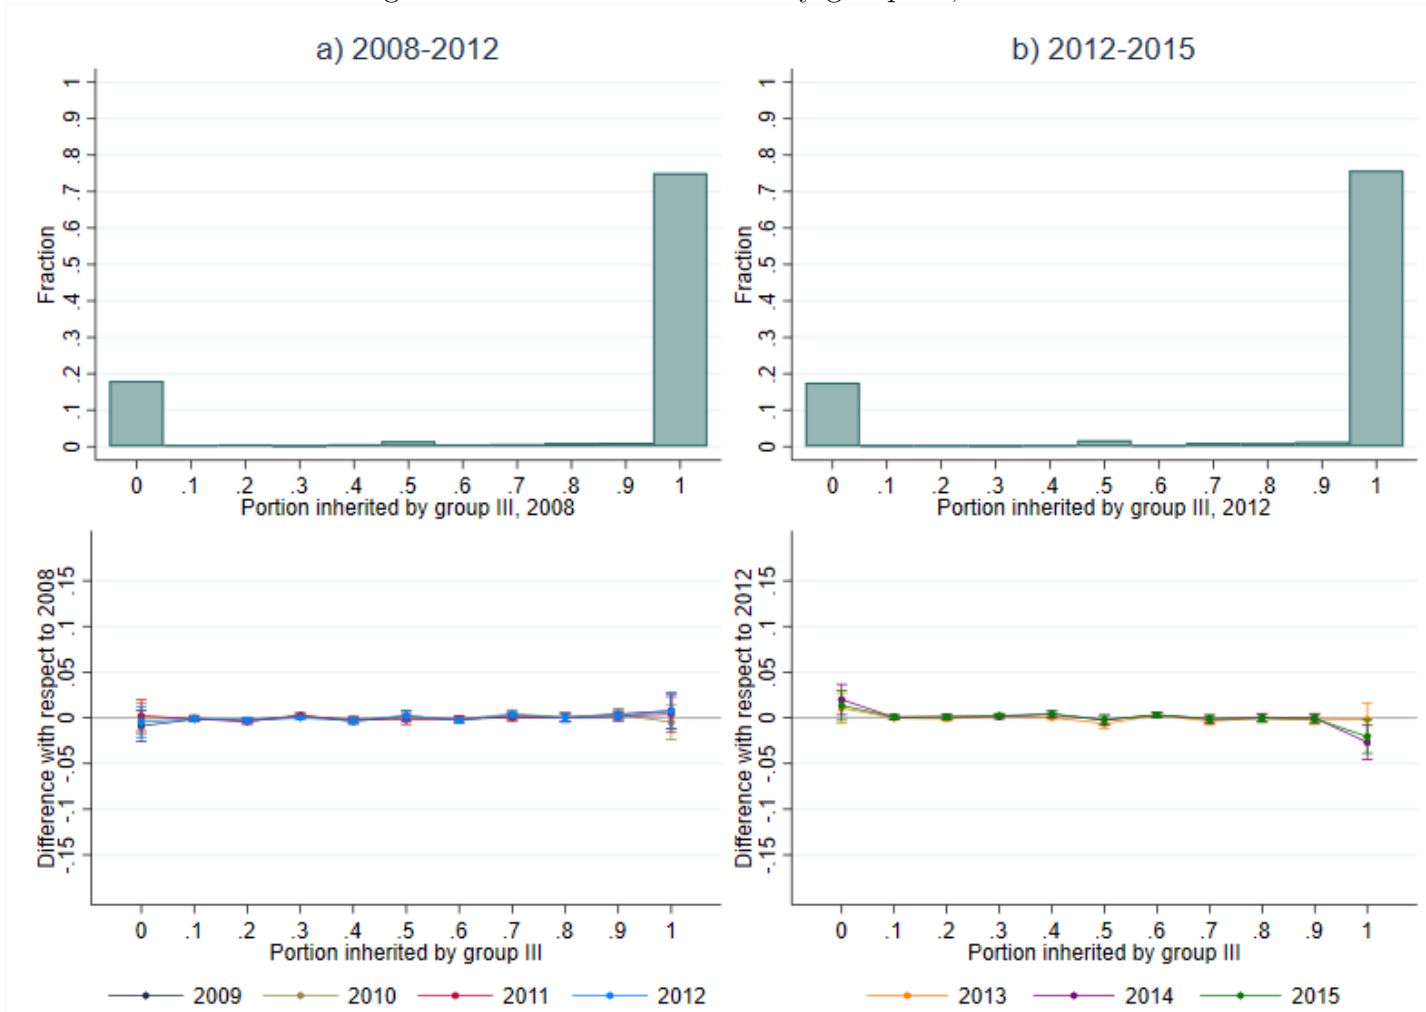 a) 2008-2012
Fraction
1
.9
.8
.7
.6
.5
.4
.3
.2
.1
0
0 .1 .2 .3 .4 .5 .6 .7 .8 .9 1
Portion inherited by group III, 2008
b) 2012-2015
Fraction
1
.9
.8
.7
.6
.5
.4
.3
.2
.1
0
0 .1 .2 .3 .4 .5 .6 .7 .8 .9 1
Portion inherited by group III, 2012
Difference with respect to 2008
.15
.1
.05
0
-.05
-.1
-.15
0 .1 .2 .3 .4 .5 .6 .7 .8 .9 1
Portion inherited by group III
2009 2010 2011 2012
Difference with respect to 2012
.15
.1
.05
0
-.05
-.1
-.15
0 .1 .2 .3 .4 .5 .6 .7 .8 .9 1
Portion inherited by group III
2013 2014 2015